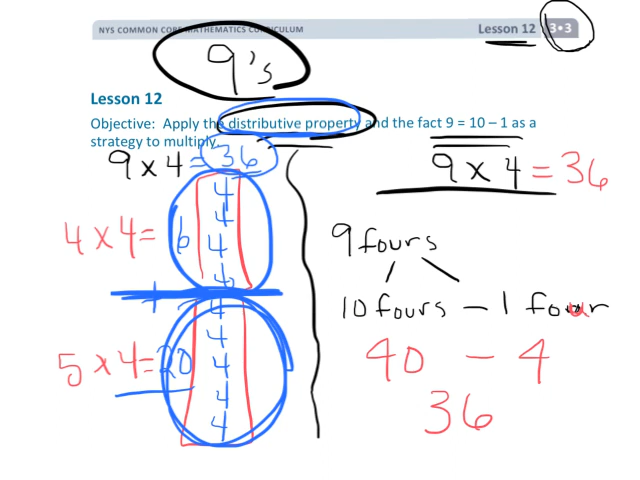 NYS COMMON CORE MATHEMATICS CURRICULUM
Lesson 12
3•3
9's
Lesson 12
Objective: Apply the distributive property and the fact 9 = 10 – 1 as a
strategy to multiply.
9 x 4 = 36
4
4
4 x 4 = 16
4
4
+
4
4
5 x 4 = 20
4
4
4
9 x 4 = 36
9 fours
10 fours – 1 four
40 – 4
36